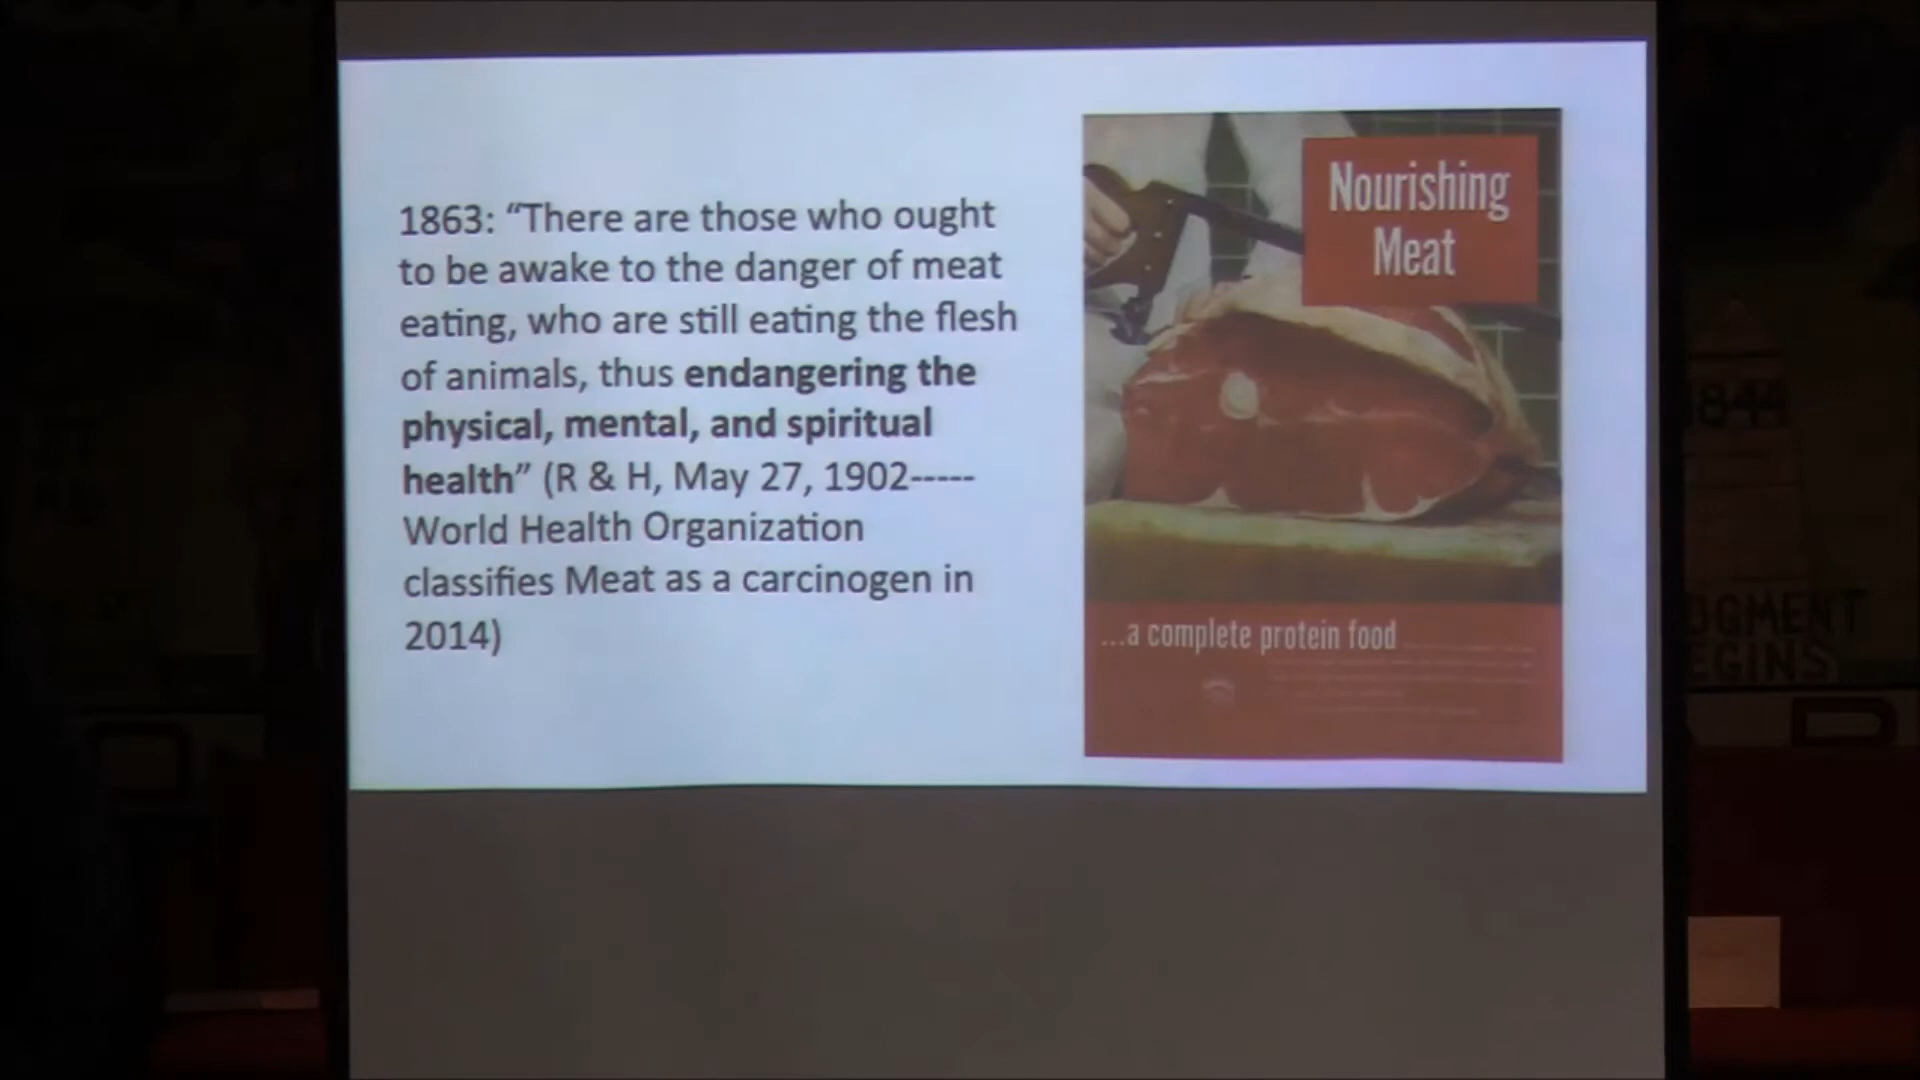 1863: “There are those who ought
to be awake to the danger of meat
eating, who are still eating the flesh
of animals, thus endangering the
physical, mental, and spiritual
health” (R & H, May 27, 1902-----
World Health Organization
classifies Meat as a carcinogen in
2014)
Nourishing
Meat
...a complete protein food
1844